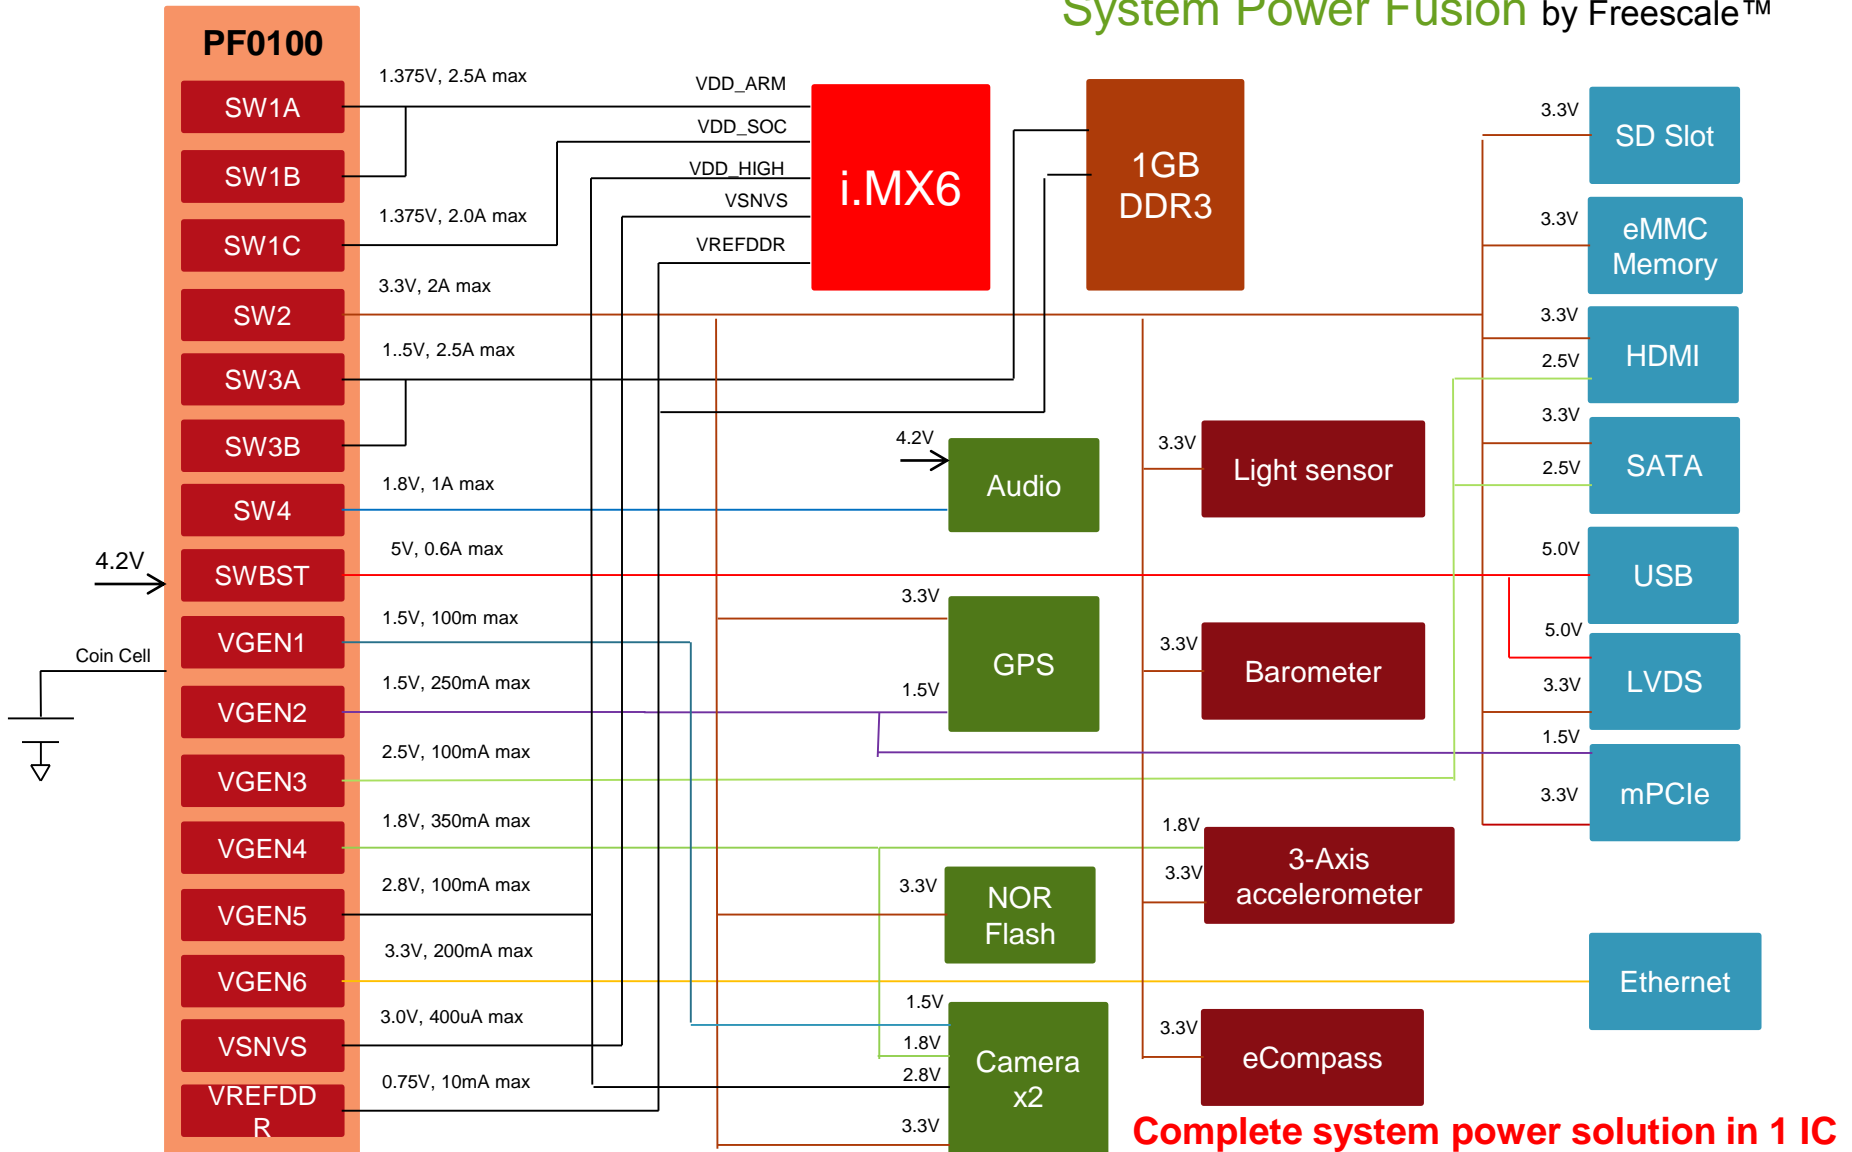 System Power Fusion by Freescale™
PF0100
SW1A
SW1B
SW1C
SW2
SW3A
SW3B
SW4
SWBST
VGEN1
VGEN2
VGEN3
VGEN4
VGEN5
VGEN6
VSNVS
VREFDD
R
4.2V
Coin Cell
1.375V, 2.5A max
1.375V, 2.0A max
3.3V, 2A max
1..5V, 2.5A max
1.8V, 1A max
5V, 0.6A max
1.5V, 100m max
1.5V, 250mA max
2.5V, 100mA max
1.8V, 350mA max
2.8V, 100mA max
3.3V, 200mA max
3.0V, 400uA max
0.75V, 10mA max
VDD_ARM
VDD_SOC
VDD_HIGH
VSNVS
VREFDDR
i.MX6
1GB
DDR3
4.2V
Audio
3.3V
1.5V
GPS
3.3V
NOR
Flash
1.5V
1.8V
2.8V
3.3V
Camera
x2
3.3V
Light sensor
3.3V
Barometer
1.8V
3.3V
3-Axis
accelerometer
3.3V
eCompass
3.3V
SD Slot
3.3V
eMMC
Memory
3.3V
2.5V
HDMI
3.3V
2.5V
SATA
5.0V
USB
5.0V
3.3V
LVDS
1.5V
3.3V
mPCIe
Ethernet
Complete system power solution in 1 IC